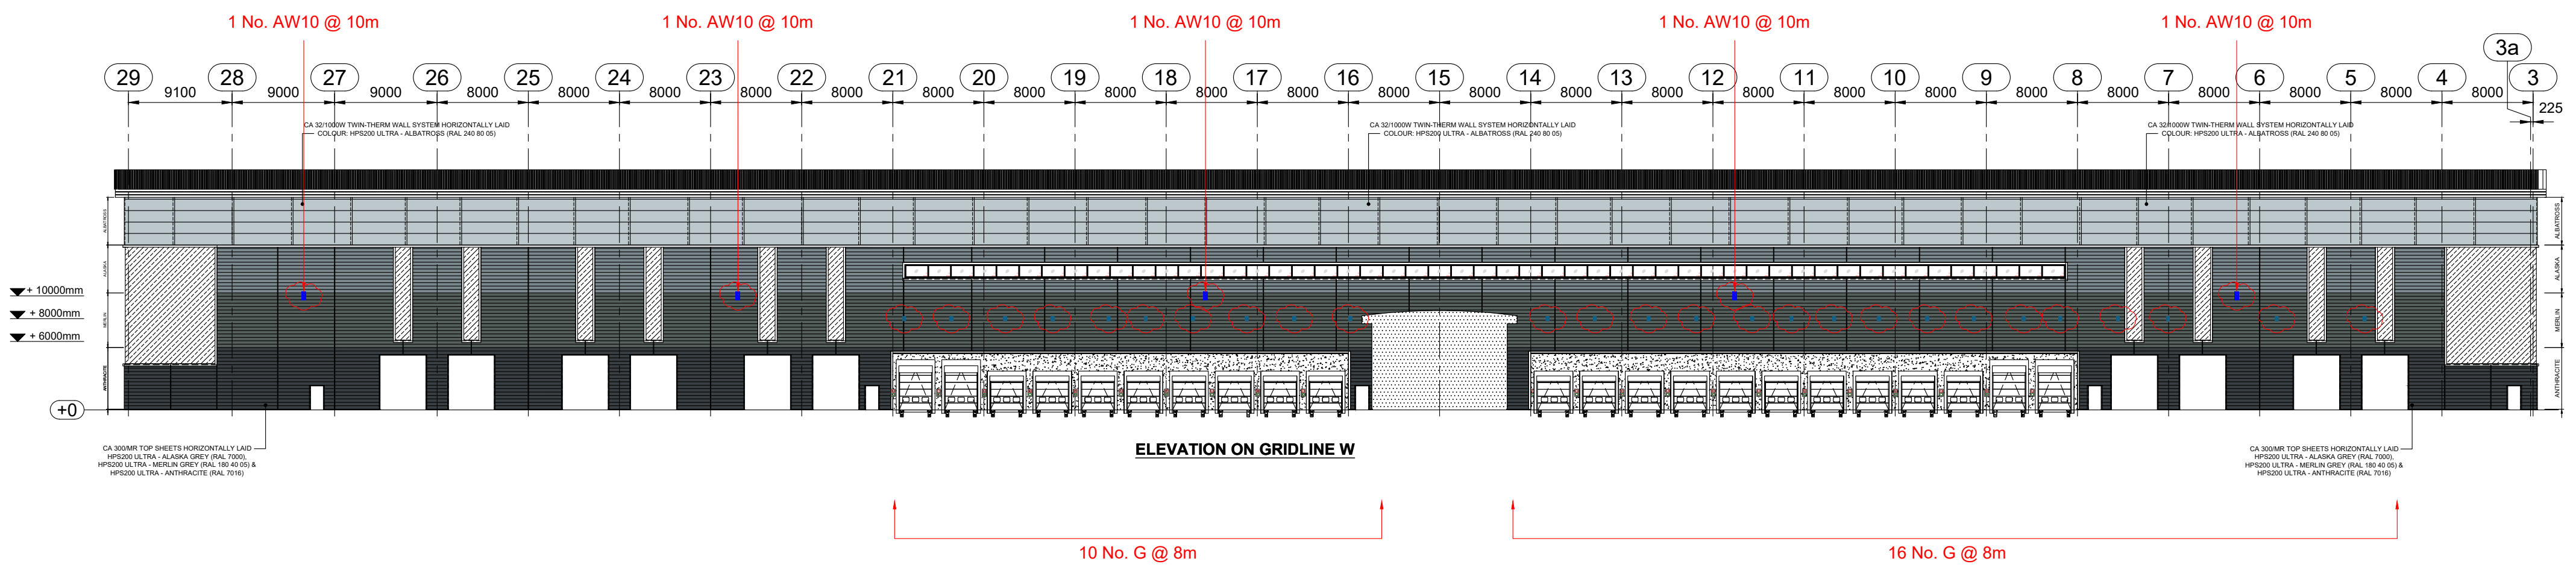 1 No. AW10 @ 10m 1 No. AW10 @ 10m 1 No. AW10 @ 10m 1 No. AW10 @ 10m 1 No. AW10 @ 10m
3a
29 28 27 26 25 24 23 22 21 20 19 18 17 16 15 14 13 12 11 10 9 8 7 6 5 4 3
9100 9000 9000 8000 8000 8000 8000 8000 8000 8000 8000 8000 8000 8000 8000 8000 8000 8000 8000 8000 8000 8000 8000 8000 8000
225
CA 32/1000W TWIN-THERM WALL SYSTEM HORIZONTALLY LAID
COLOUR: HPS200 ULTRA - ALBATROSS (RAL 240 80 05)
CA 32/1000W TWIN-THERM WALL SYSTEM HORIZONTALLY LAID
COLOUR: HPS200 ULTRA - ALBATROSS (RAL 240 80 05)
CA 32/1000W TWIN-THERM WALL SYSTEM HORIZONTALLY LAID
COLOUR: HPS200 ULTRA - ALBATROSS (RAL 240 80 05)
ALBATROSS
ALASKA
MERLIN
ANTHRACITE
ALBATROSS
ALASKA
MERLIN
ANTHRACITE
+ 10000mm
+ 8000mm
+ 6000mm
+0
CA 300/MR TOP SHEETS HORIZONTALLY LAID
HPS200 ULTRA - ALASKA GREY (RAL 7000),
HPS200 ULTRA - MERLIN GREY (RAL 180 40 05) &
HPS200 ULTRA - ANTHRACITE (RAL 7016)
ELEVATION ON GRIDLINE W
CA 300/MR TOP SHEETS HORIZONTALLY LAID
HPS200 ULTRA - ALASKA GREY (RAL 7000),
HPS200 ULTRA - MERLIN GREY (RAL 180 40 05) &
HPS200 ULTRA - ANTHRACITE (RAL 7016)
10 No. G @ 8m
16 No. G @ 8m